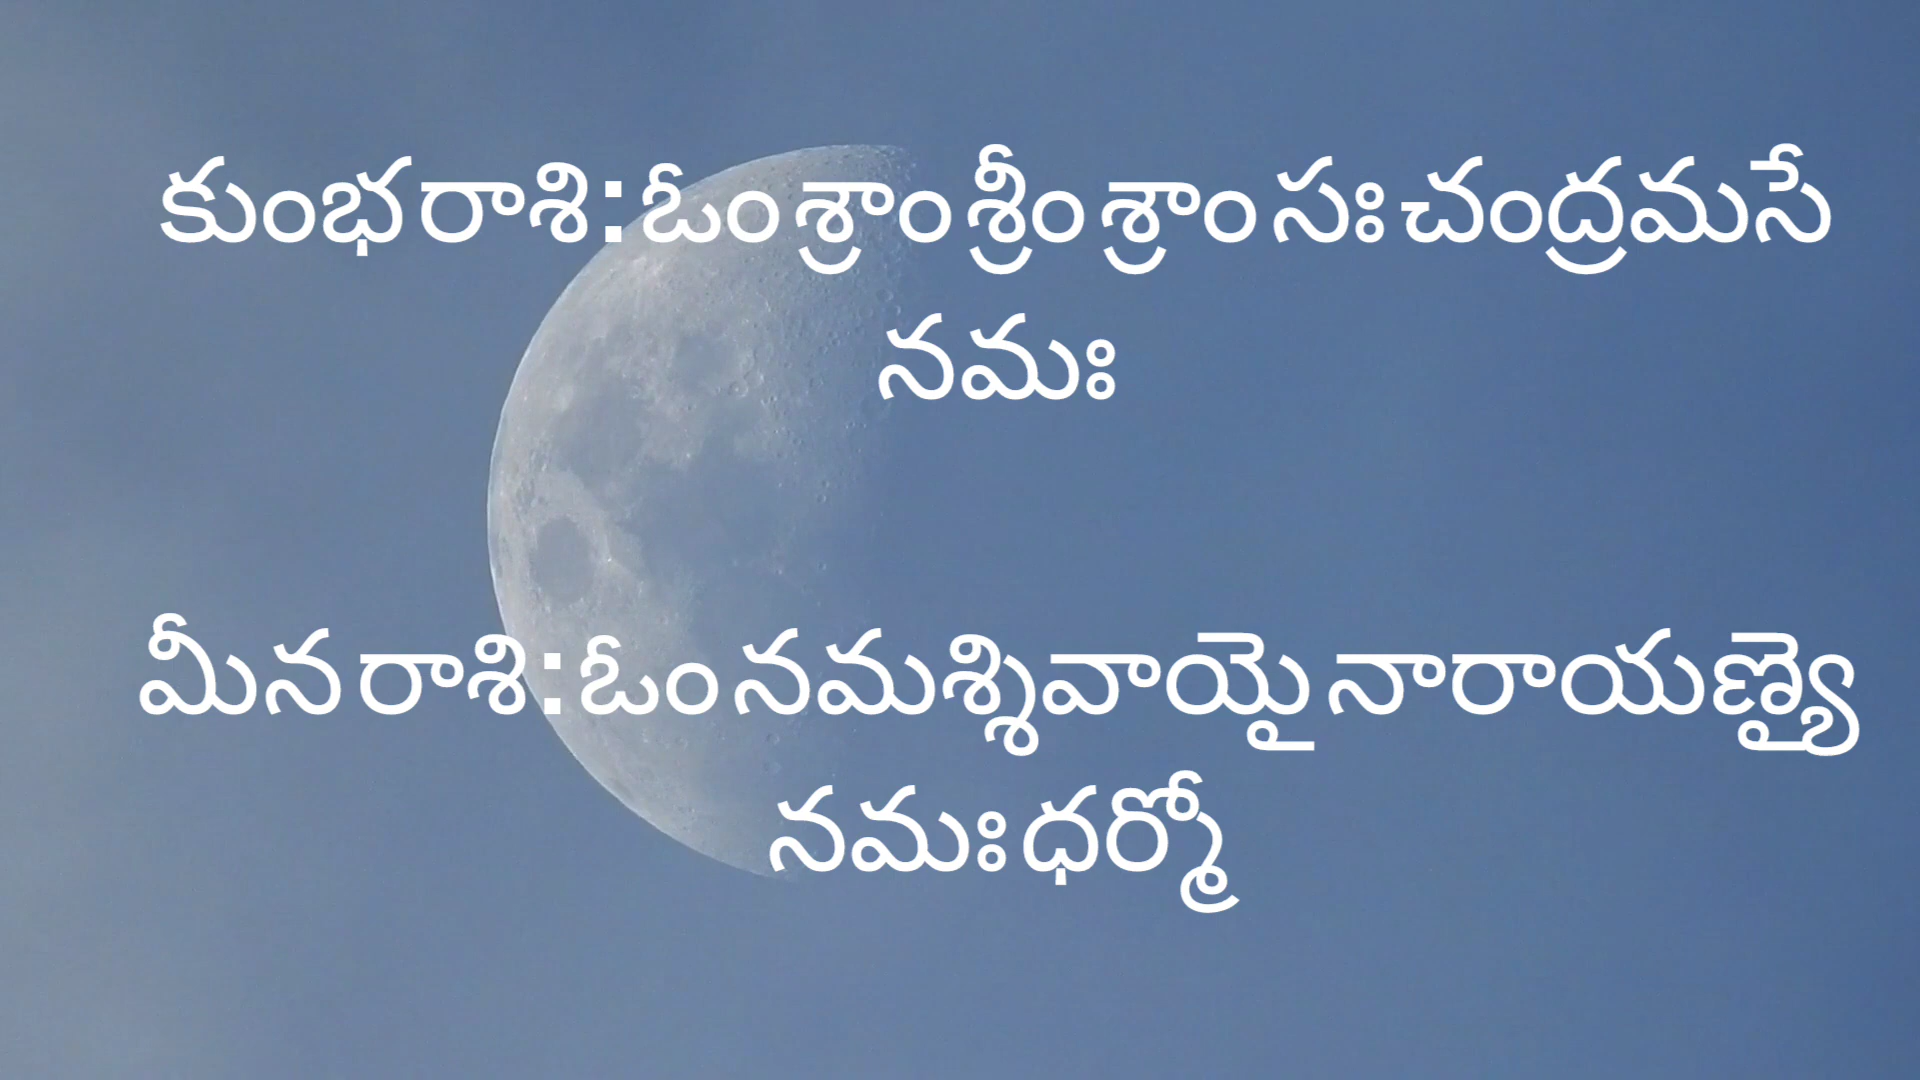 కుంభ రాశి: ఓం శ్రాం శ్రీం శ్రాం సః చంద్రమసే
నమః
మీన రాశి: ఓం నమశ్శివాయ్యై నారాయణ్యై
నమః ధర్మో